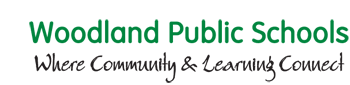 Woodland Public Schools
Where Community & Learning Connect